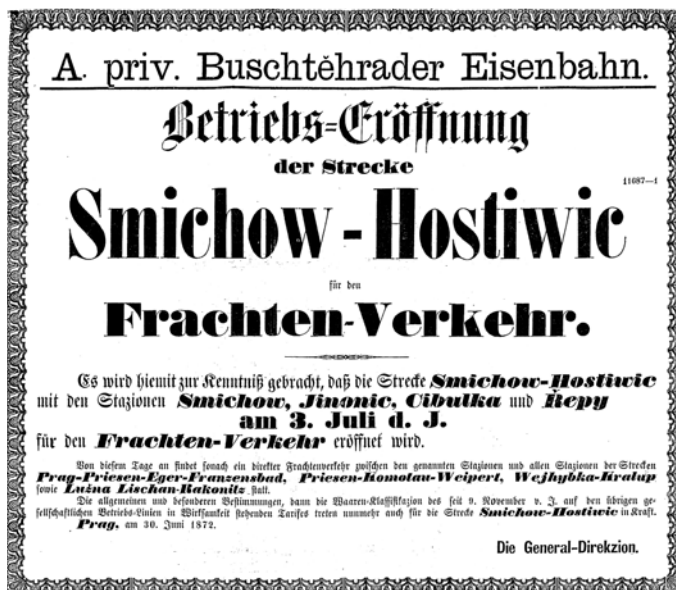 A. priv. Buschtěhrader Eisenbahn.
Betriebs=Eröffnung
der Strecke
11687—1
Smichow - Hostiwic
für den
Frachten-Verkehr.
Es wird hiemit zur Kenntniß gebracht, daß die Strecke Smichow-Hostiwic
mit den Stazionen Smichow, Jinonic, Cibulka und Řepy
am 3. Juli d. J.
für den Frachten-Verkehr eröffnet wird.
Von diesem Tage an findet sonach ein direkter Frachtenverkehr zwischen den genannten Stazionen und allen Stazionen der Strecken
Prag-Priesen-Eger-Franzensbad, Priesen-Komotau-Weipert, Wejhybka-Kralup
sowie Lužna Lischan-Rakonitz statt.
Die allgemeinen und besonderen Bestimmungen, dann die Waaren-Klassifikazion des seit 9. November v. J. auf den übrigen ge-
sellschaftlichen Betriebs-Linien in Wirksamkeit stehenden Tarifes treten nunmehr auch für die Strecke Smichow-Hostiwic in Kraft.
Prag, am 30. Juni 1872.
Die General-Direkzion.